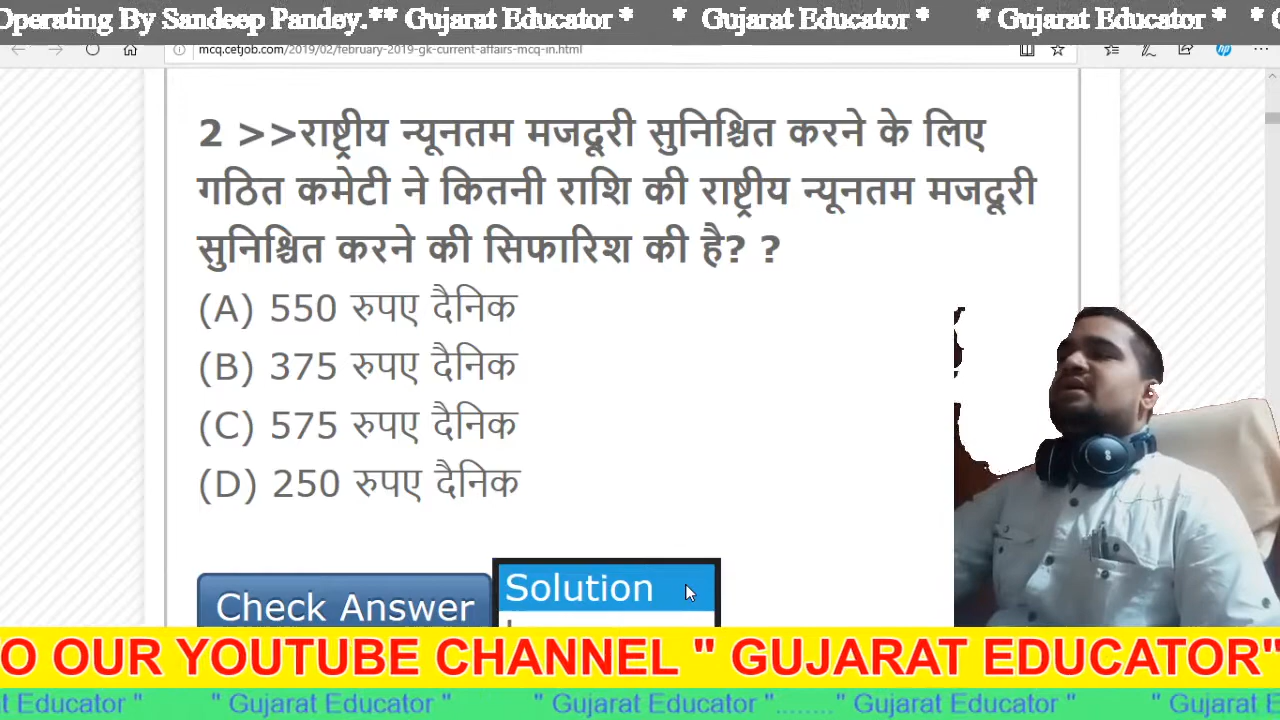 Operating By Sandeep Pandey.** Gujarat Educator * * Gujarat Educator * * Gujarat Educator * *
mcq.cetjob.com/2019/02/february-2019-gk-current-affairs-mcq-in.html
2 >>राष्ट्रीय न्यूनतम मजदूरी सुनिश्चित करने के लिए
गठित कमेटी ने कितनी राशि की राष्ट्रीय न्यूनतम मजदूरी
सुनिश्चित करने की सिफारिश की है? ?
(A) 550 रुपए दैनिक
(B) 375 रुपए दैनिक
(C) 575 रुपए दैनिक
(D) 250 रुपए दैनिक
Check Answer
Solution
O OUR YOUTUBE CHANNEL " GUJARAT EDUCATOR"
at Educator " " Gujarat Educator " " Gujarat Educator "........ " Gujarat Educator " " Gujarat